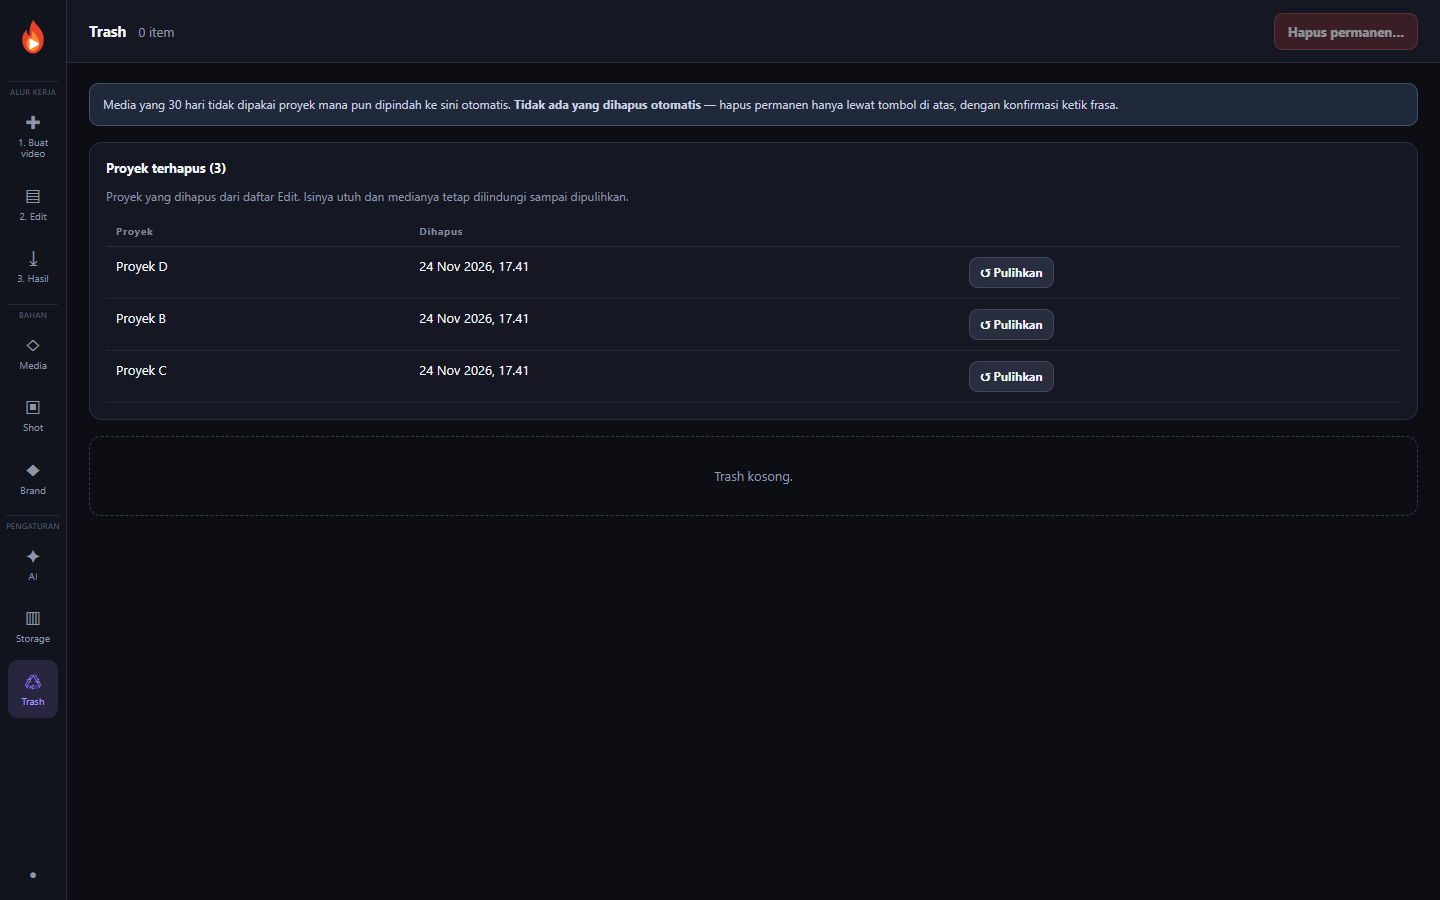 Trash 0 item
Hapus permanen...
ALUR KERJA
1. Buat
video
2. Edit
3. Hasil
BAHAN
Media
Shot
Brand
PENGATURAN
AI
Storage
Trash
Media yang 30 hari tidak dipakai proyek mana pun dipindah ke sini otomatis. Tidak ada yang dihapus otomatis — hapus permanen hanya lewat tombol di atas, dengan konfirmasi ketik frasa.
Proyek terhapus (3)
Proyek yang dihapus dari daftar Edit. Isinya utuh dan medianya tetap dilindungi sampai dipulihkan.
Proyek Dihapus
Proyek D 24 Nov 2026, 17.41 ↺ Pulihkan
Proyek B 24 Nov 2026, 17.41 ↺ Pulihkan
Proyek C 24 Nov 2026, 17.41 ↺ Pulihkan
Trash kosong.